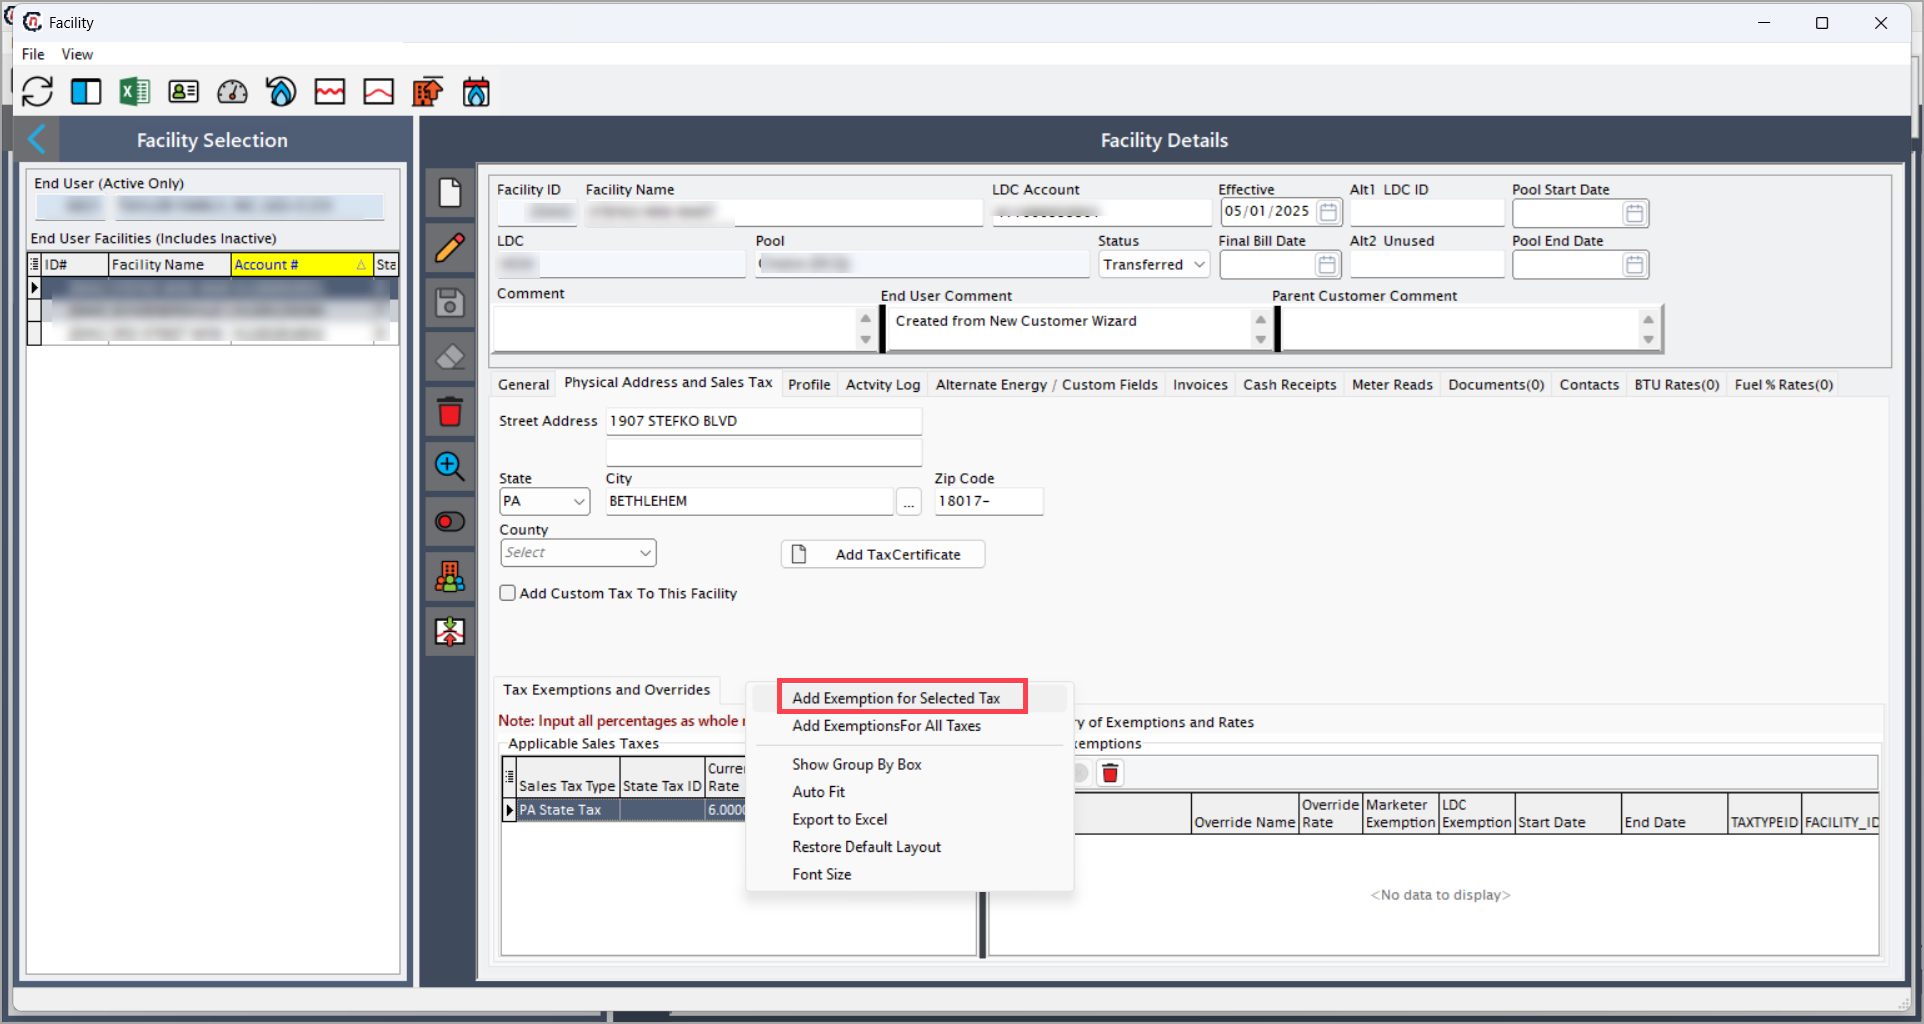 Facility
File View
Facility Selection
Facility Details
End User (Active Only)
End User Facilities (Includes Inactive)
ID# Facility Name Account # Sta
Facility ID Facility Name LDC Account Effective Alt1 LDC ID Pool Start Date
05/01/2025
LDC Pool Status Final Bill Date Alt2 Unused Pool End Date
Transferred
Comment End User Comment Parent Customer Comment
Created from New Customer Wizard
General Physical Address and Sales Tax Profile Actvity Log Alternate Energy / Custom Fields Invoices Cash Receipts Meter Reads Documents(0) Contacts BTU Rates(0) Fuel % Rates(0)
Street Address 1907 STEFKO BLVD
State City Zip Code
PA BETHLEHEM ... 18017-
County
Select
Add TaxCertificate
Add Custom Tax To This Facility
Tax Exemptions and Overrides
Note: Input all percentages as whole
Applicable Sales Taxes
Sales Tax Type State Tax ID Curre
Rate
PA State Tax 6.0000
Add Exemption for Selected Tax
Add ExemptionsFor All Taxes
Show Group By Box
Auto Fit
Export to Excel
Restore Default Layout
Font Size
ry of Exemptions and Rates
emptions
Override Name Override Rate Marketer Exemption LDC Exemption Start Date End Date TAXTYPEID FACILITY_ID
<No data to display>